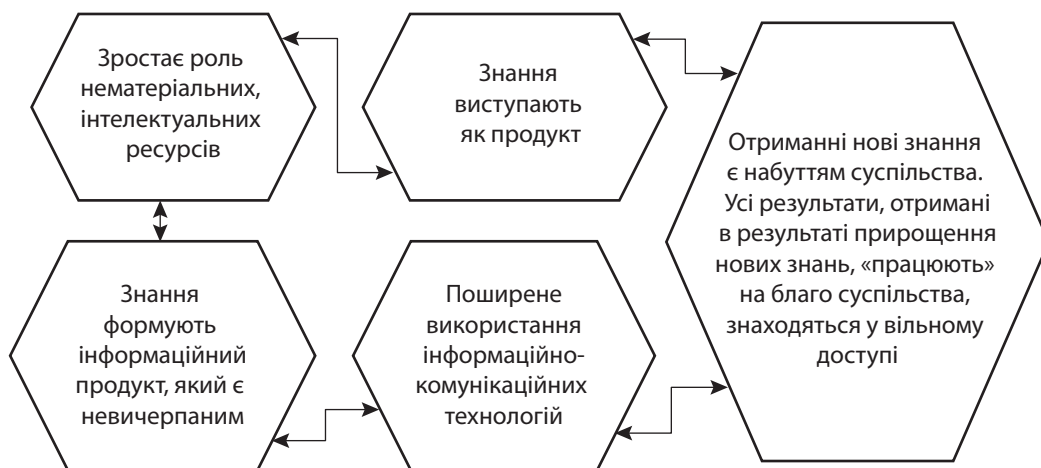 Зростає роль
нематеріальних,
інтелектуальних
ресурсів
Знання
виступають
як продукт
Отриманні нові знання
є набуттям суспільства.
Усі результати, отримані
в результаті прирощення
нових знань, «працюють»
на благо суспільства,
знаходяться у вільному
доступі
Знання
формують
інформаційний
продукт, який є
невичерпаним
Поширене
використання
інформаційно-
комунікаційних
технологій